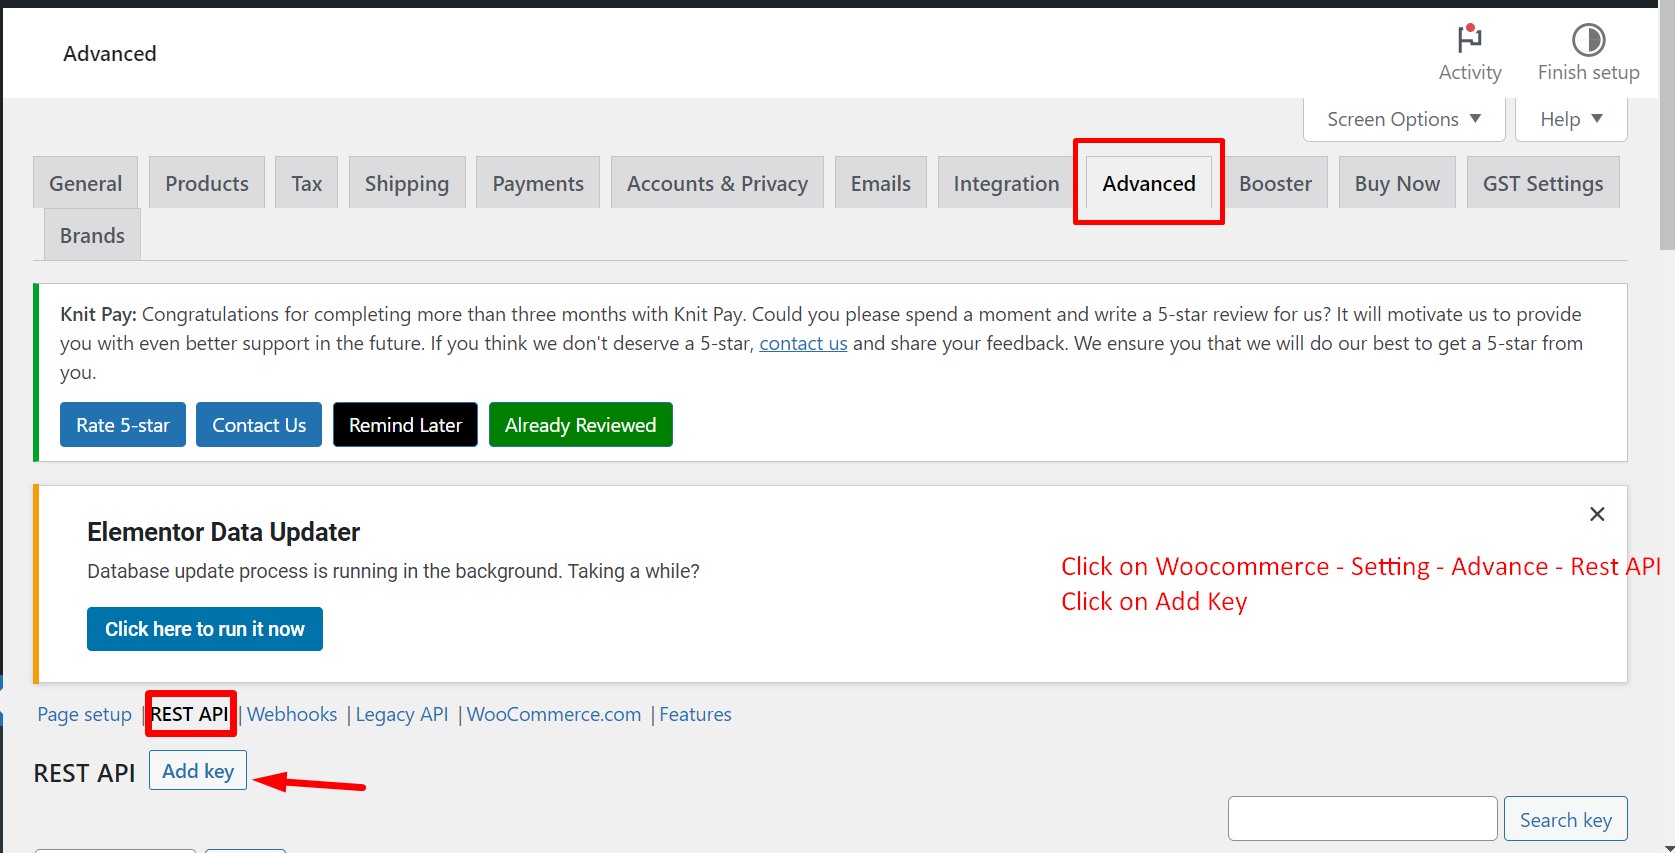 Advanced
Activity
Finish setup
Screen Options
Help
General
Products
Tax
Shipping
Payments
Accounts & Privacy
Emails
Integration
Advanced
Booster
Buy Now
GST Settings
Brands
Knit Pay: Congratulations for completing more than three months with Knit Pay. Could you please spend a moment and write a 5-star review for us? It will motivate us to provide
you with even better support in the future. If you think we don't deserve a 5-star, contact us and share your feedback. We ensure you that we will do our best to get a 5-star from
you.
Rate 5-star
Contact Us
Remind Later
Already Reviewed
Elementor Data Updater
Database update process is running in the background. Taking a while?
Click here to run it now
Click on Woocommerce - Setting - Advance - Rest API
Click on Add Key
Page setup | REST API | Webhooks | Legacy API | WooCommerce.com | Features
REST API
Add key
Search key